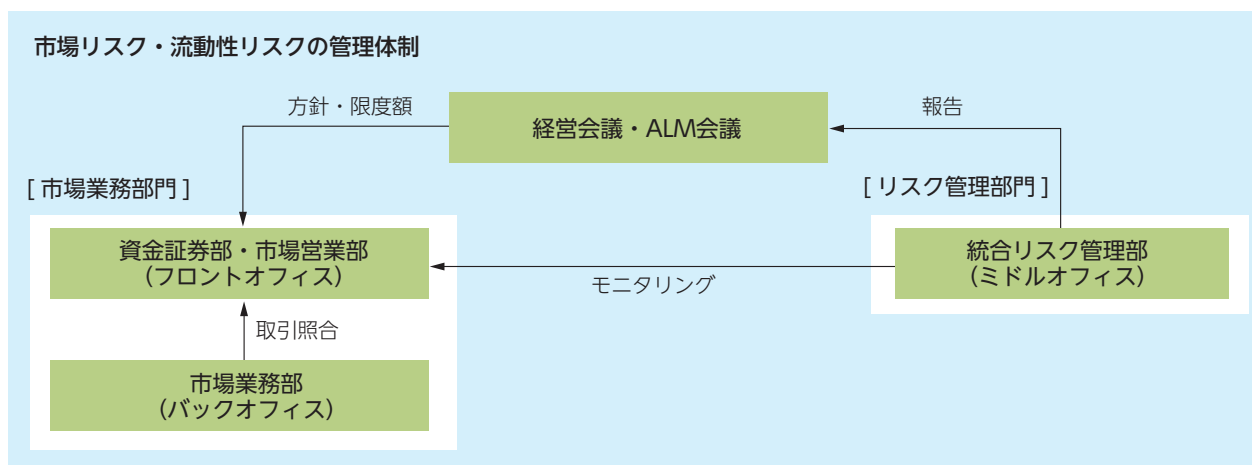 市場リスク・流動性リスクの管理体制
方針・限度額
経営会議・ALM会議
報告
[ 市場業務部門 ]
[ リスク管理部門 ]
資金証券部・市場営業部
（フロントオフィス）
統合リスク管理部
（ミドルオフィス）
モニタリング
取引照合
市場業務部
（バックオフィス）